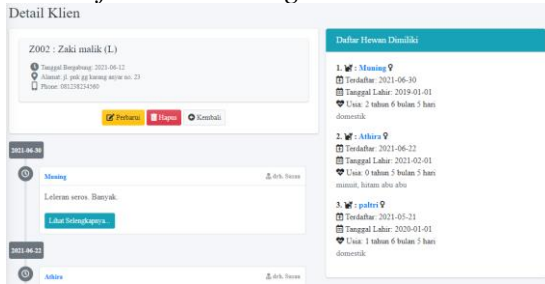 Detail Klien
Z002 : Zaki malik (L)
Tanggal Bergabung: 2021-06-12
Alamat: jl. pnk gg karang anyar no. 23
Phone: 081238234560
Perbarui
Hapus
Kembali
2021-06-30
Muning
drh. Susan
Leleran seros. Banyak.
Lihat Selengkapnya...
2021-06-22
Athira
drh. Susan
Daftar Hewan Dimiliki
1. : Muning
Terdaftar: 2021-06-30
Tanggal Lahir: 2019-01-01
Usia: 2 tahun 6 bulan 5 hari
domestik
2. : Athira
Terdaftar: 2021-06-22
Tanggal Lahir: 2021-02-01
Usia: 0 tahun 5 bulan 5 hari
hitam abu abu
3. : paltri
Terdaftar: 2021-05-21
Tanggal Lahir: 2020-01-01
Usia: 1 tahun 6 bulan 5 hari
domestik